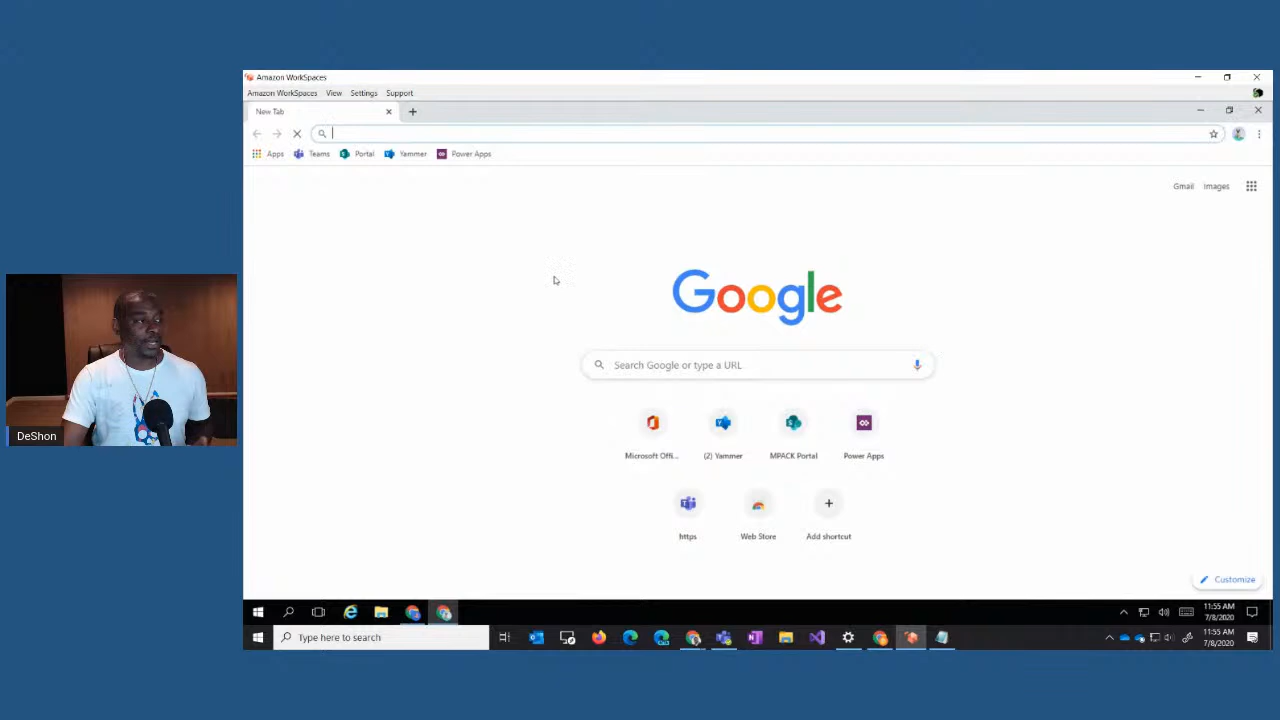 Amazon WorkSpaces
Amazon WorkSpaces View Settings Support
New Tab
Apps Teams Portal Yammer Power Apps
Gmail Images
Google
Search Google or type a URL
Microsoft Offi... (2) Yammer MPACK Portal Power Apps
https Web Store Add shortcut
DeShon
Customize
11:55 AM
7/8/2020
Type here to search
11:55 AM
7/8/2020